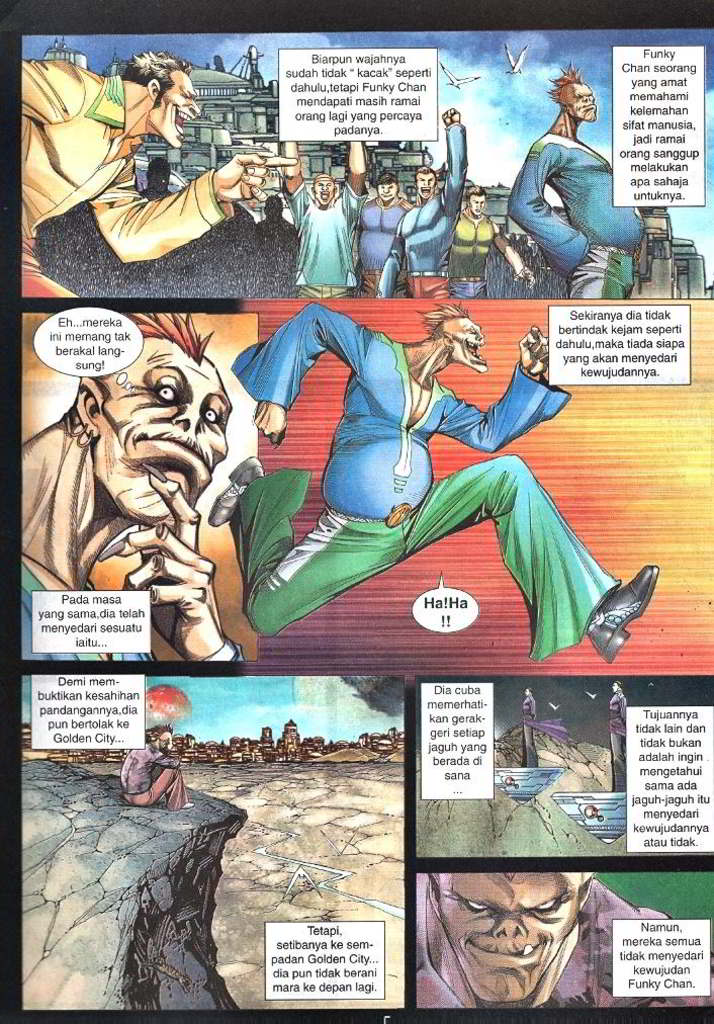 Biarpun wajahnya
sudah tidak “ kacak” seperti
dahulu,tetapi Funky Chan
mendapati masih ramai
orang lagi yang percaya
padanya.
Funky
Chan seorang
yang amat
memahami
kelemahan
sifat manusia,
jadi ramai
orang sanggup
melakukan
apa sahaja
untuknya.
Eh...mereka
ini memang tak
berakal lang-
sung!
Sekiranya dia tidak
bertindak kejam seperti
dahulu,maka tiada siapa
yang akan menyedari
kewujudannya.
Pada masa
yang sama,dia telah
menyedari sesuatu
iaitu...
Ha!Ha
!!
Demi mem-
buktikan kesahihan
pandangannya,dia
pun bertolak ke
Golden City...
Tetapi,
setibanya ke sem-
padan Golden City...
dia pun tidak berani
mara ke depan lagi.
Dia cuba
memerhati-
kan gerak-
geri setiap
jaguh yang
berada di
sana
...
Tujuannya
tidak lain dan
tidak bukan
adalah ingin
mengetahui
sama ada
jaguh-jaguh itu
menyedari
kewujudannya
atau tidak.
Namun,
mereka semua
tidak menyedari
kewujudan
Funky Chan.